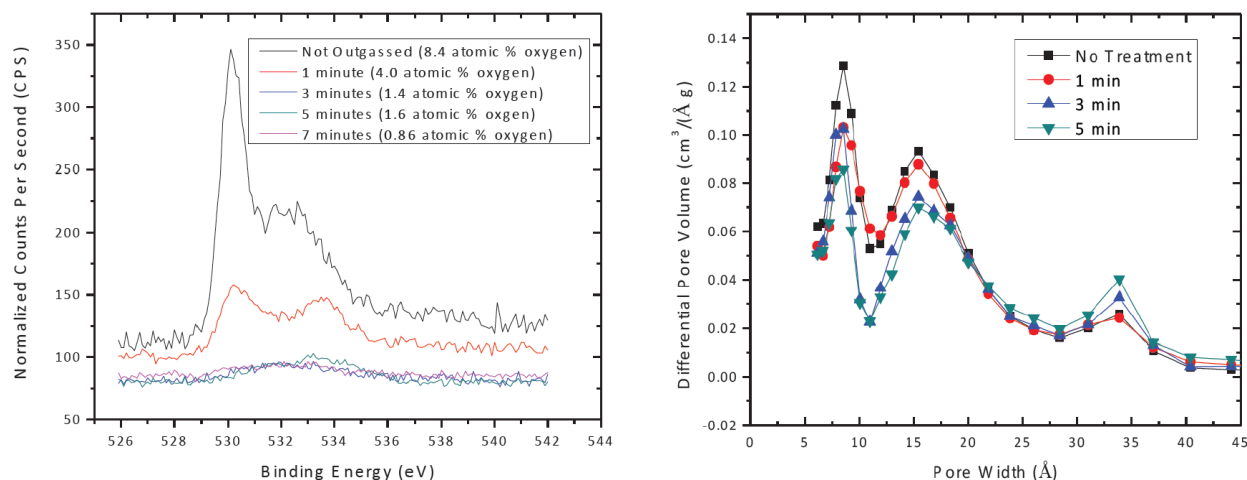 Normalized Counts Per Second (CPS)
350
300
250
200
150
100
50
Not Outgassed (8.4 atomic % oxygen)
1 minute (4.0 atomic % oxygen)
3 minutes (1.4 atomic % oxygen)
5 minutes (1.6 atomic % oxygen)
7 minutes (0.86 atomic % oxygen)
526 528 530 532 534 536 538 540 542 544
Binding Energy (eV)
Differential Pore Volume (cm³/(Å g)
0.14
0.12
0.10
0.08
0.06
0.04
0.02
0.00
-0.02
No Treatment
1 min
3 min
5 min
0 5 10 15 20 25 30 35 40 45
Pore Width (Å)